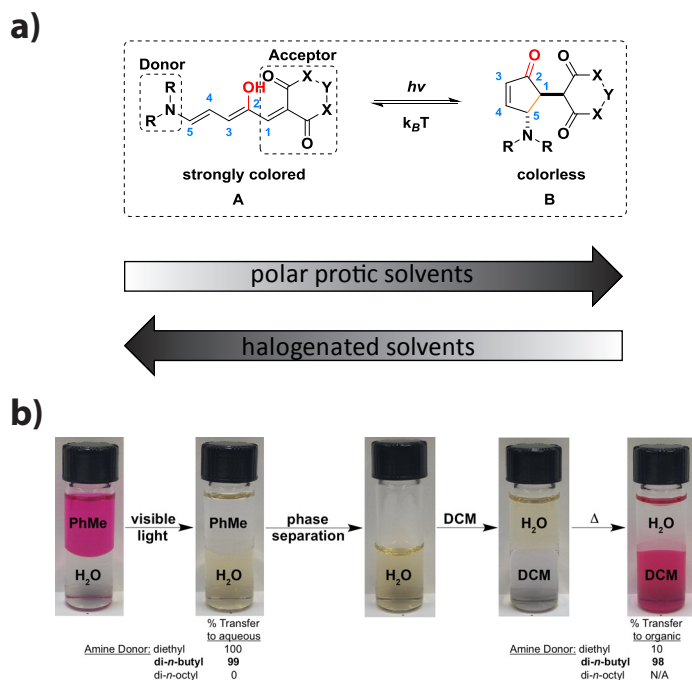 a)
Donor
Acceptor
R
N
R
5
4
3
OH
2
1
O
X
Y
X
O
strongly colored
A
hν
k_BT
O
3
2
1
4
5
N
R
R
O
X
Y
X
O
colorless
B
polar protic solvents
halogenated solvents
b)
PhMe
H₂O
visible
light
PhMe
H₂O
phase
separation
H₂O
DCM
H₂O
DCM
Δ
H₂O
DCM
% Transfer
to aqueous
Amine Donor: diethyl 100
di-n-butyl 99
di-n-octyl 0
% Transfer
to organic
Amine Donor: diethyl 10
di-n-butyl 98
di-n-octyl N/A